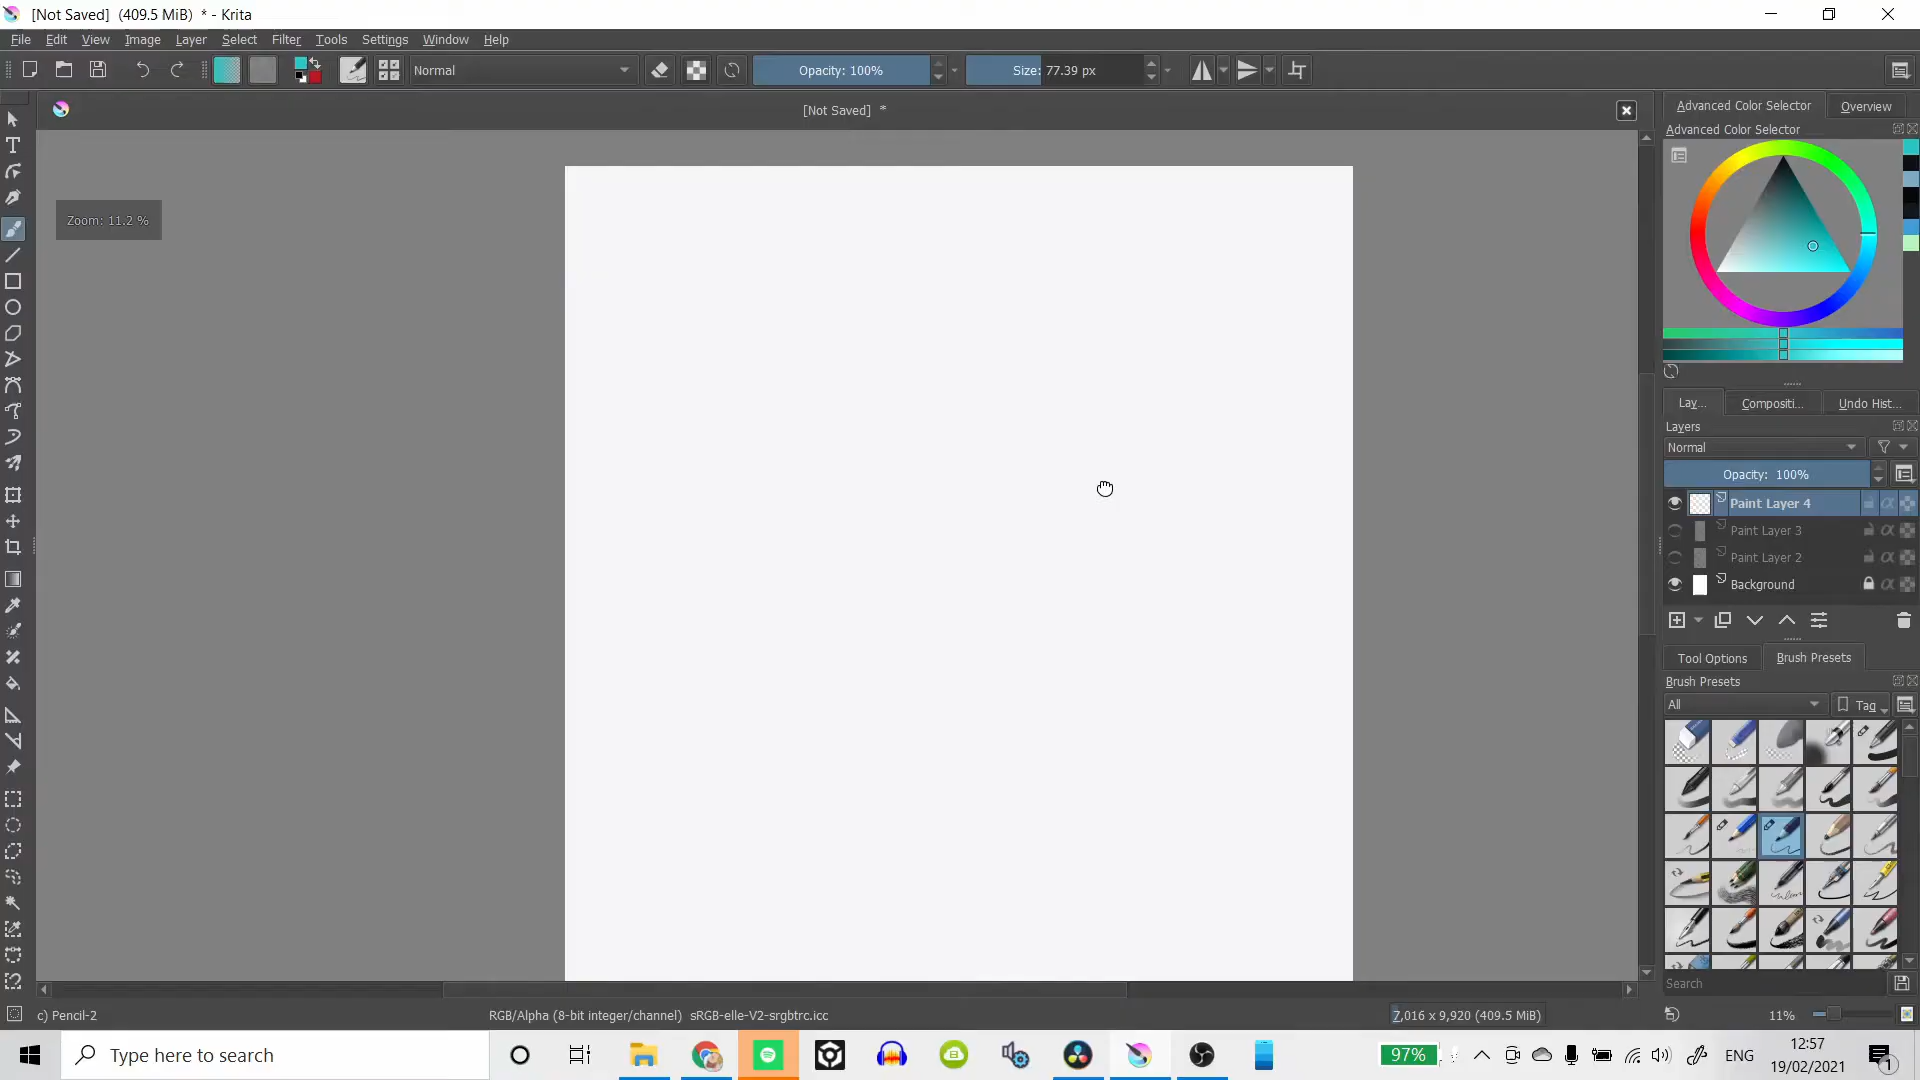 [Not Saved]  (409.5 MiB)  * - Krita
File Edit View Image Layer Select Filter Tools Settings Window Help
Normal Opacity: 100% Size: 77.39 px
[Not Saved]  *
Zoom: 11.2 %
Advanced Color Selector Overview
Advanced Color Selector
Lay... Compositi... Undo Hist...
Layers
Normal
Opacity:  100%
Paint Layer 4
Paint Layer 3
Paint Layer 2
Background
Tool Options Brush Presets
Brush Presets
All Tag
Search
c) Pencil-2 RGB/Alpha (8-bit integer/channel)  sRGB-elle-V2-srgbtrc.icc 7,016 x 9,920 (409.5 MiB) 11%
Type here to search 97% ENG 12:57
19/02/2021 1